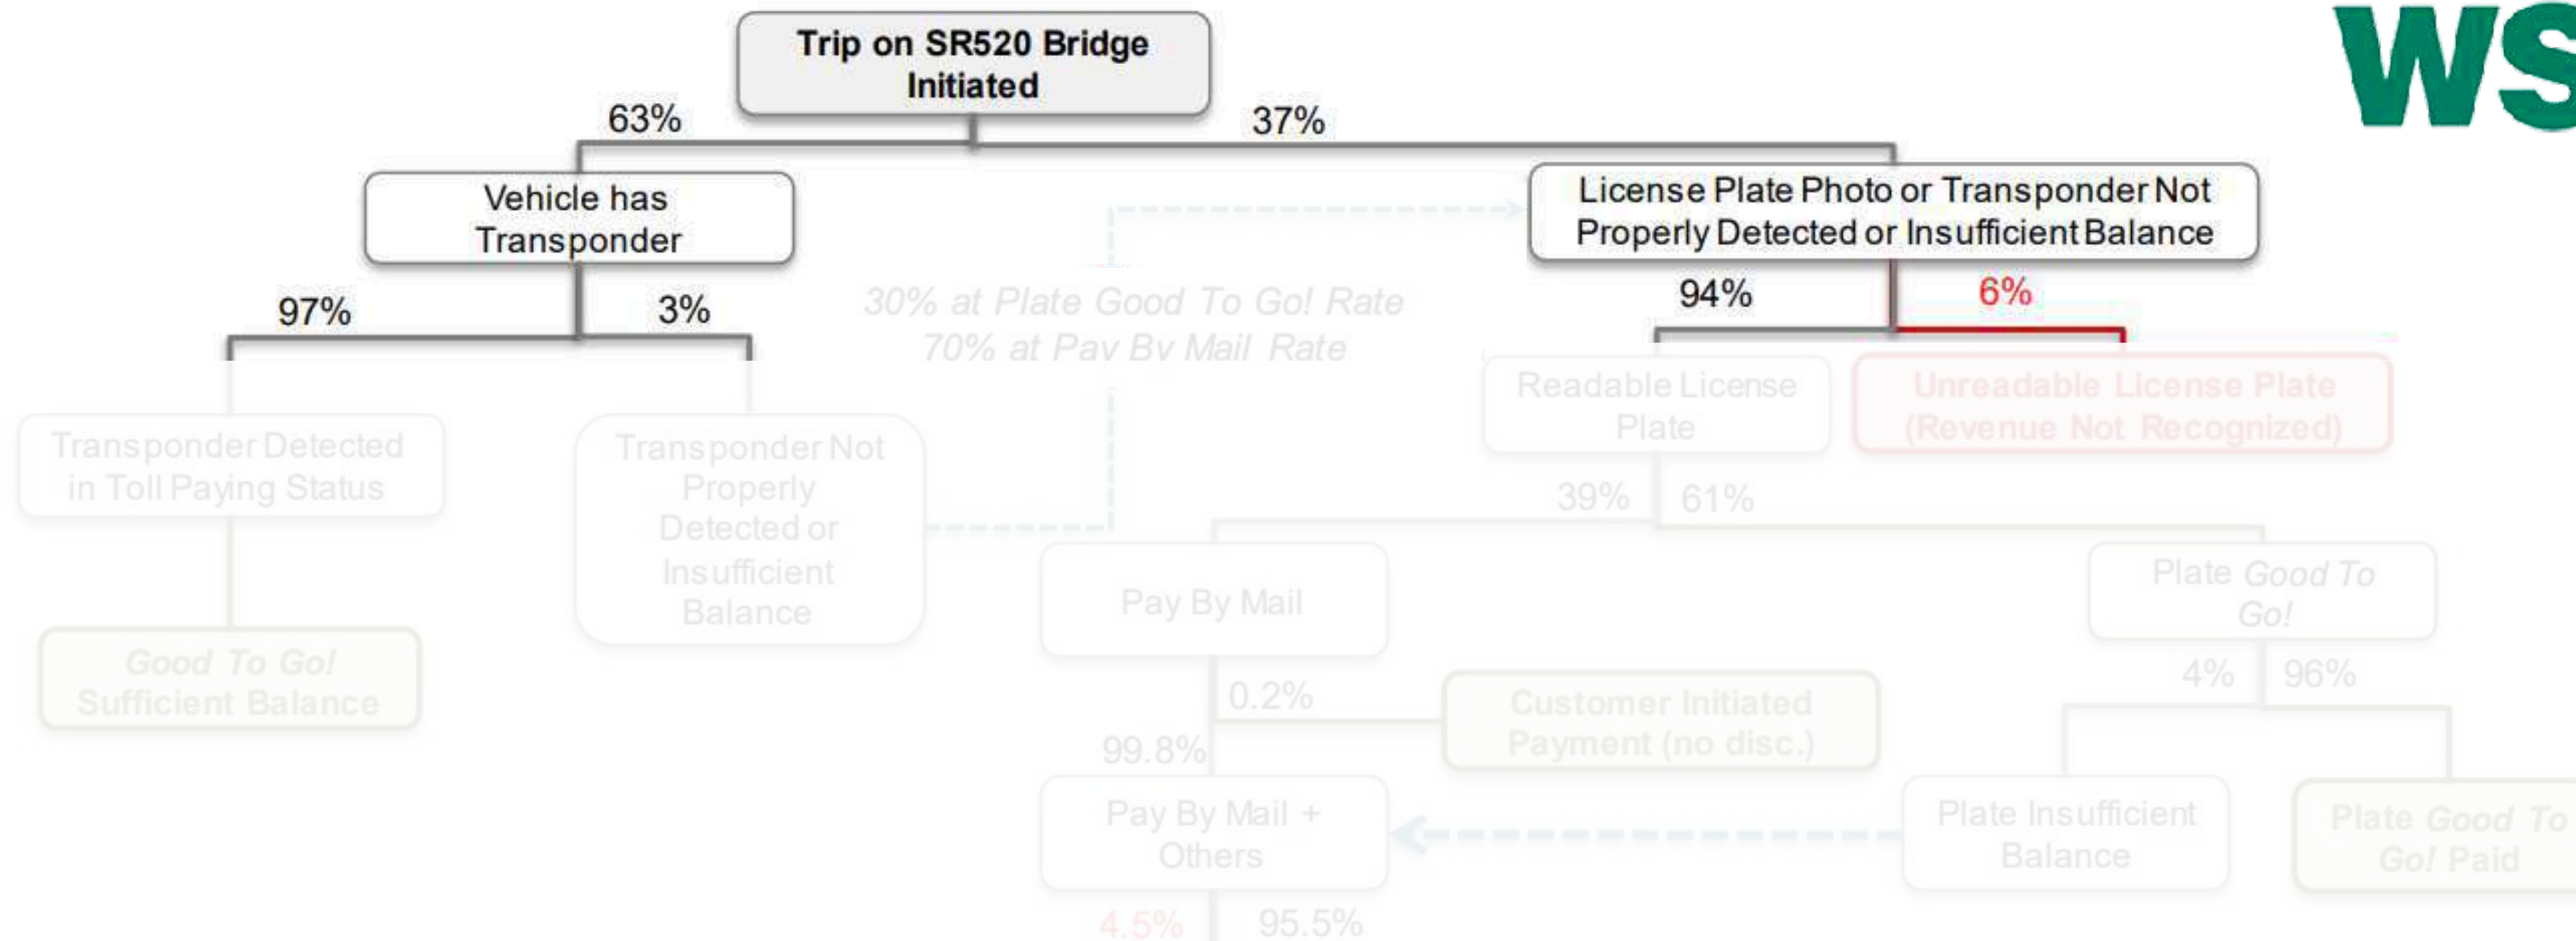 Trip on SR520 Bridge
Initiated
WS
63%
37%
Vehicle has
Transponder
License Plate Photo or Transponder Not
Properly Detected or Insufficient Balance
97%
3%
30% at Plate Good To Go! Rate
70% at Pay By Mail Rate
94%
6%
Readable License
Plate
Unreadable License Plate
(Revenue Not Recognized)
Transponder Detected
in Toll Paying Status
Transponder Not
Properly
Detected or
Insufficient
Balance
39%
61%
Pay By Mail
Plate Good To
Go!
Good To Go!
Sufficient Balance
0.2%
Customer Initiated
Payment (no disc.)
4%
96%
99.8%
Pay By Mail +
Others
Plate Insufficient
Balance
Plate Good To
Go! Paid
4.5%
95.5%